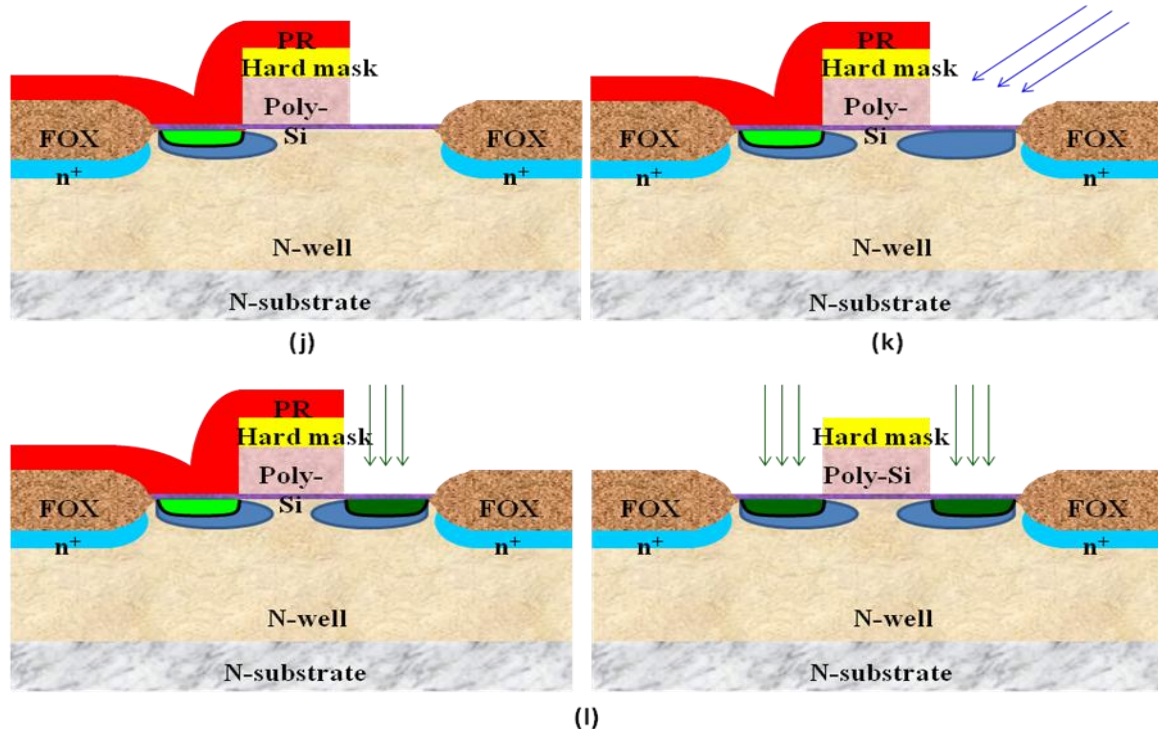 PR
Hard mask
Poly-
Si
FOX
FOX
n+
n+
N-well
N-substrate
(j)
PR
Hard mask
Poly-
Si
FOX
FOX
n+
n+
N-well
N-substrate
(k)
PR
Hard mask
Poly-
Si
FOX
FOX
n+
n+
N-well
N-substrate
Hard mask
Poly-Si
FOX
FOX
n+
n+
N-well
N-substrate
(l)